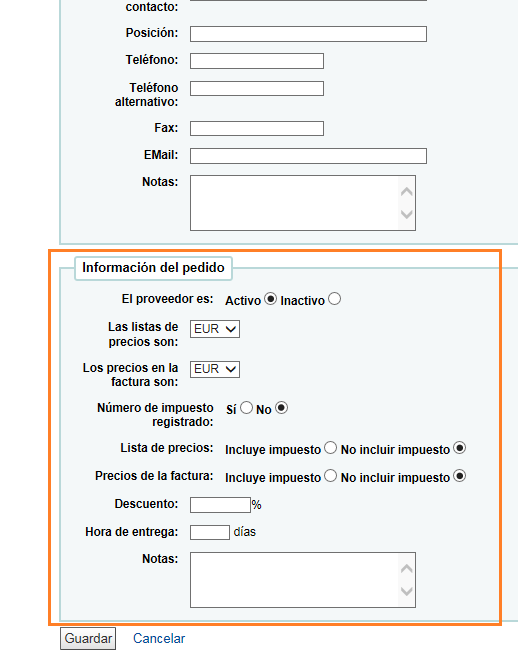 contacto:
Posición:
Teléfono:
Teléfono
alternativo:
Fax:
EMail:
Notas:
Información del pedido
El proveedor es: Activo Inactivo
Las listas de
precios son: EUR
Los precios en la
factura son: EUR
Número de impuesto
registrado: Sí No
Lista de precios: Incluye impuesto No incluir impuesto
Precios de la factura: Incluye impuesto No incluir impuesto
Descuento: %
Hora de entrega: días
Notas:
Guardar Cancelar